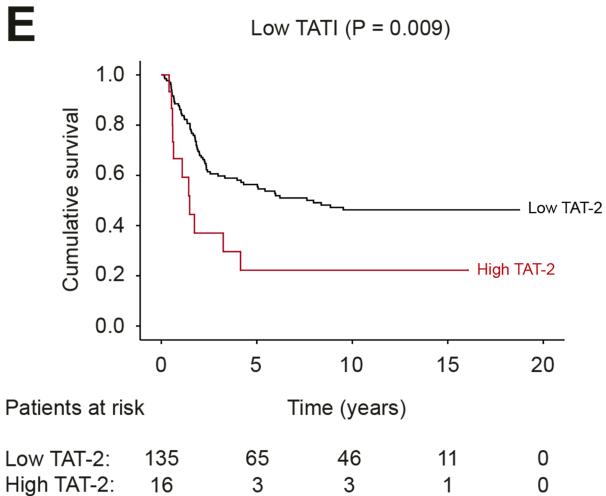 E
Low TATI (P = 0.009)
Cumulative survival
1.0
0.8
0.6
0.4
0.2
0.0
Low TAT-2
High TAT-2
0 5 10 15 20
Patients at risk Time (years)
Low TAT-2: 135 65 46 11 0
High TAT-2: 16 3 3 1 0